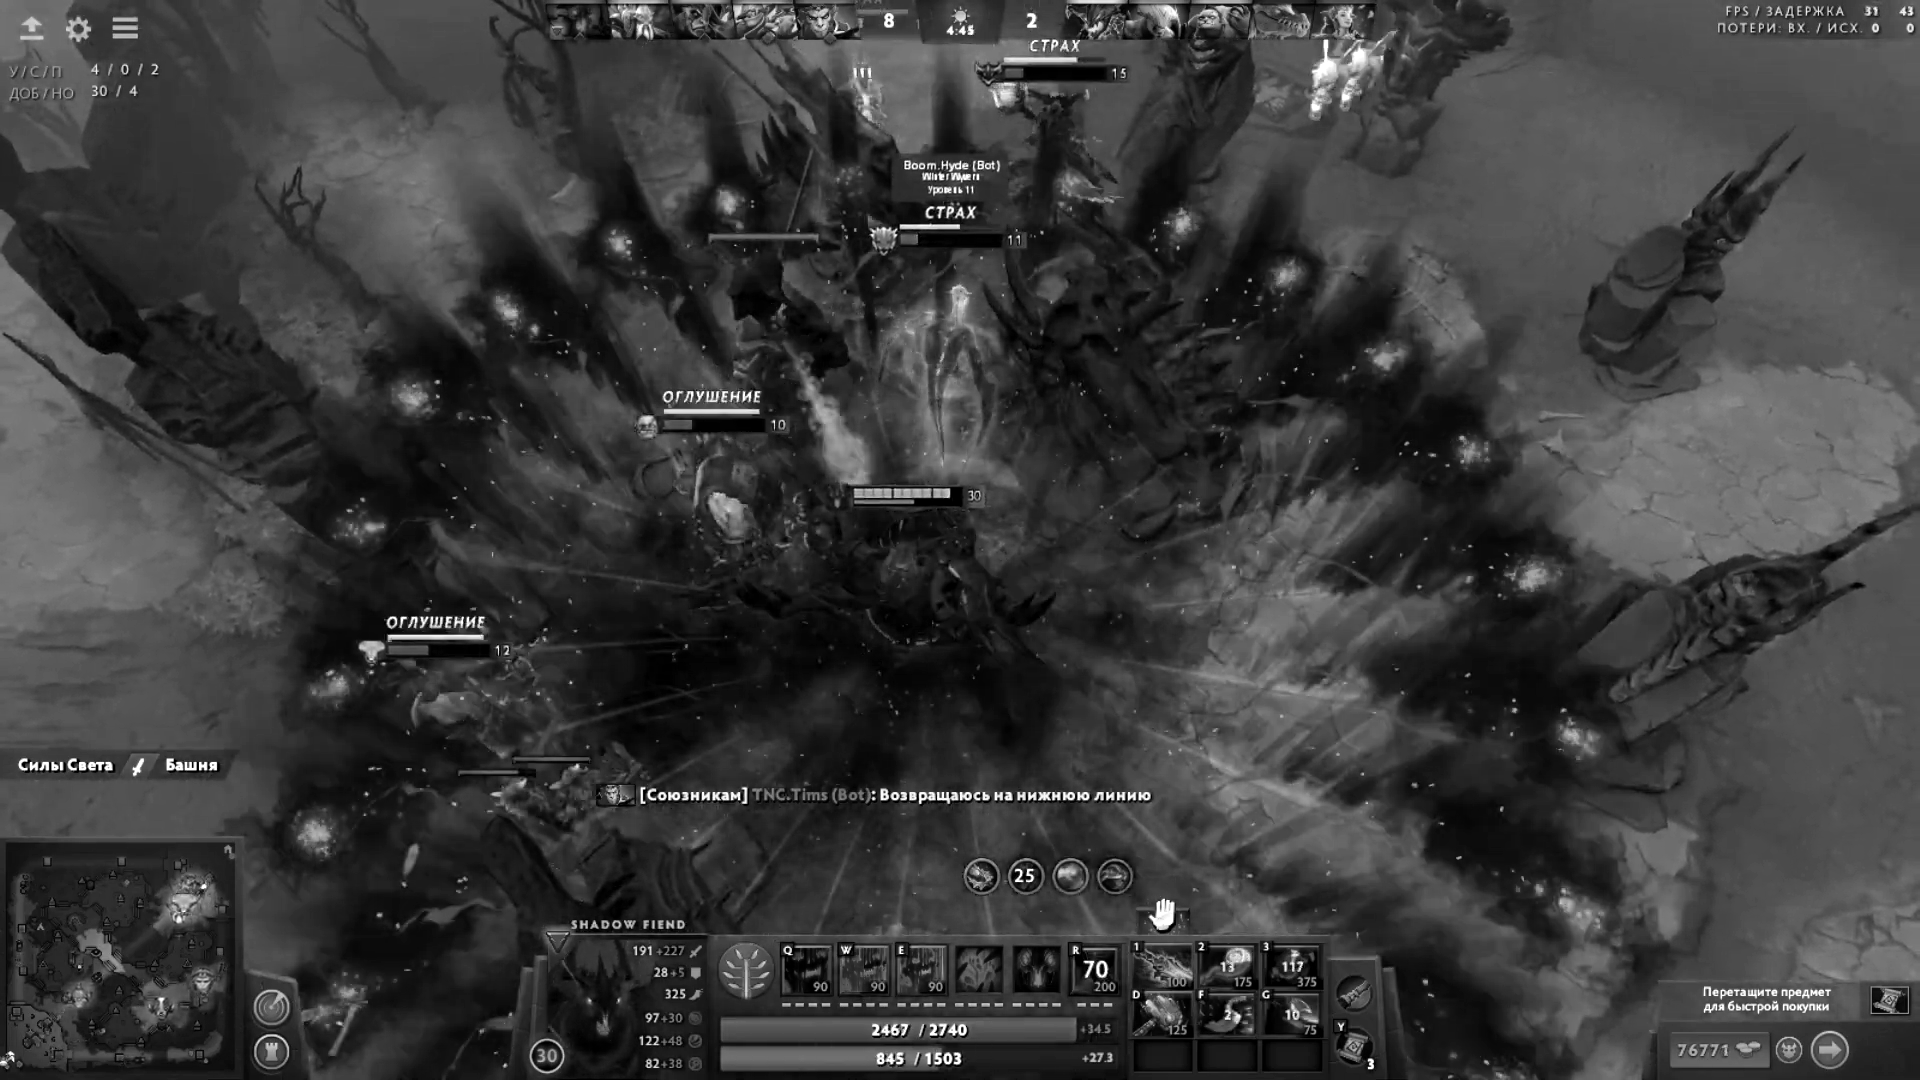 8
4:45
2
FPS / ЗАДЕРЖКА 31 43
ПОТЕРИ: ВХ. / ИСХ. 0 0
У/С/П 4 / 0 / 2
ДОБ/НО 30 / 4
СТРАХ
15
Boom.Hyde (Bot)
Winter Wyvern
Уровень 11
СТРАХ
11
ОГЛУШЕНИЕ
10
30
ОГЛУШЕНИЕ
12
Силы Света Башня
[Союзникам] TNC.Tims (Bot): Возвращаюсь на нижнюю линию
25
SHADOW FIEND
191 +227
28 +5
325
97+30
122+48
82+38
30
Q 90
W 90
E 90
R 70 200
2467 / 2740 +34.5
845 / 1503 +27.3
1 100
2 13 175
3 117 375
D 125
F 2
G 10 75
Y 3
Перетащите предмет
для быстрой покупки
76771